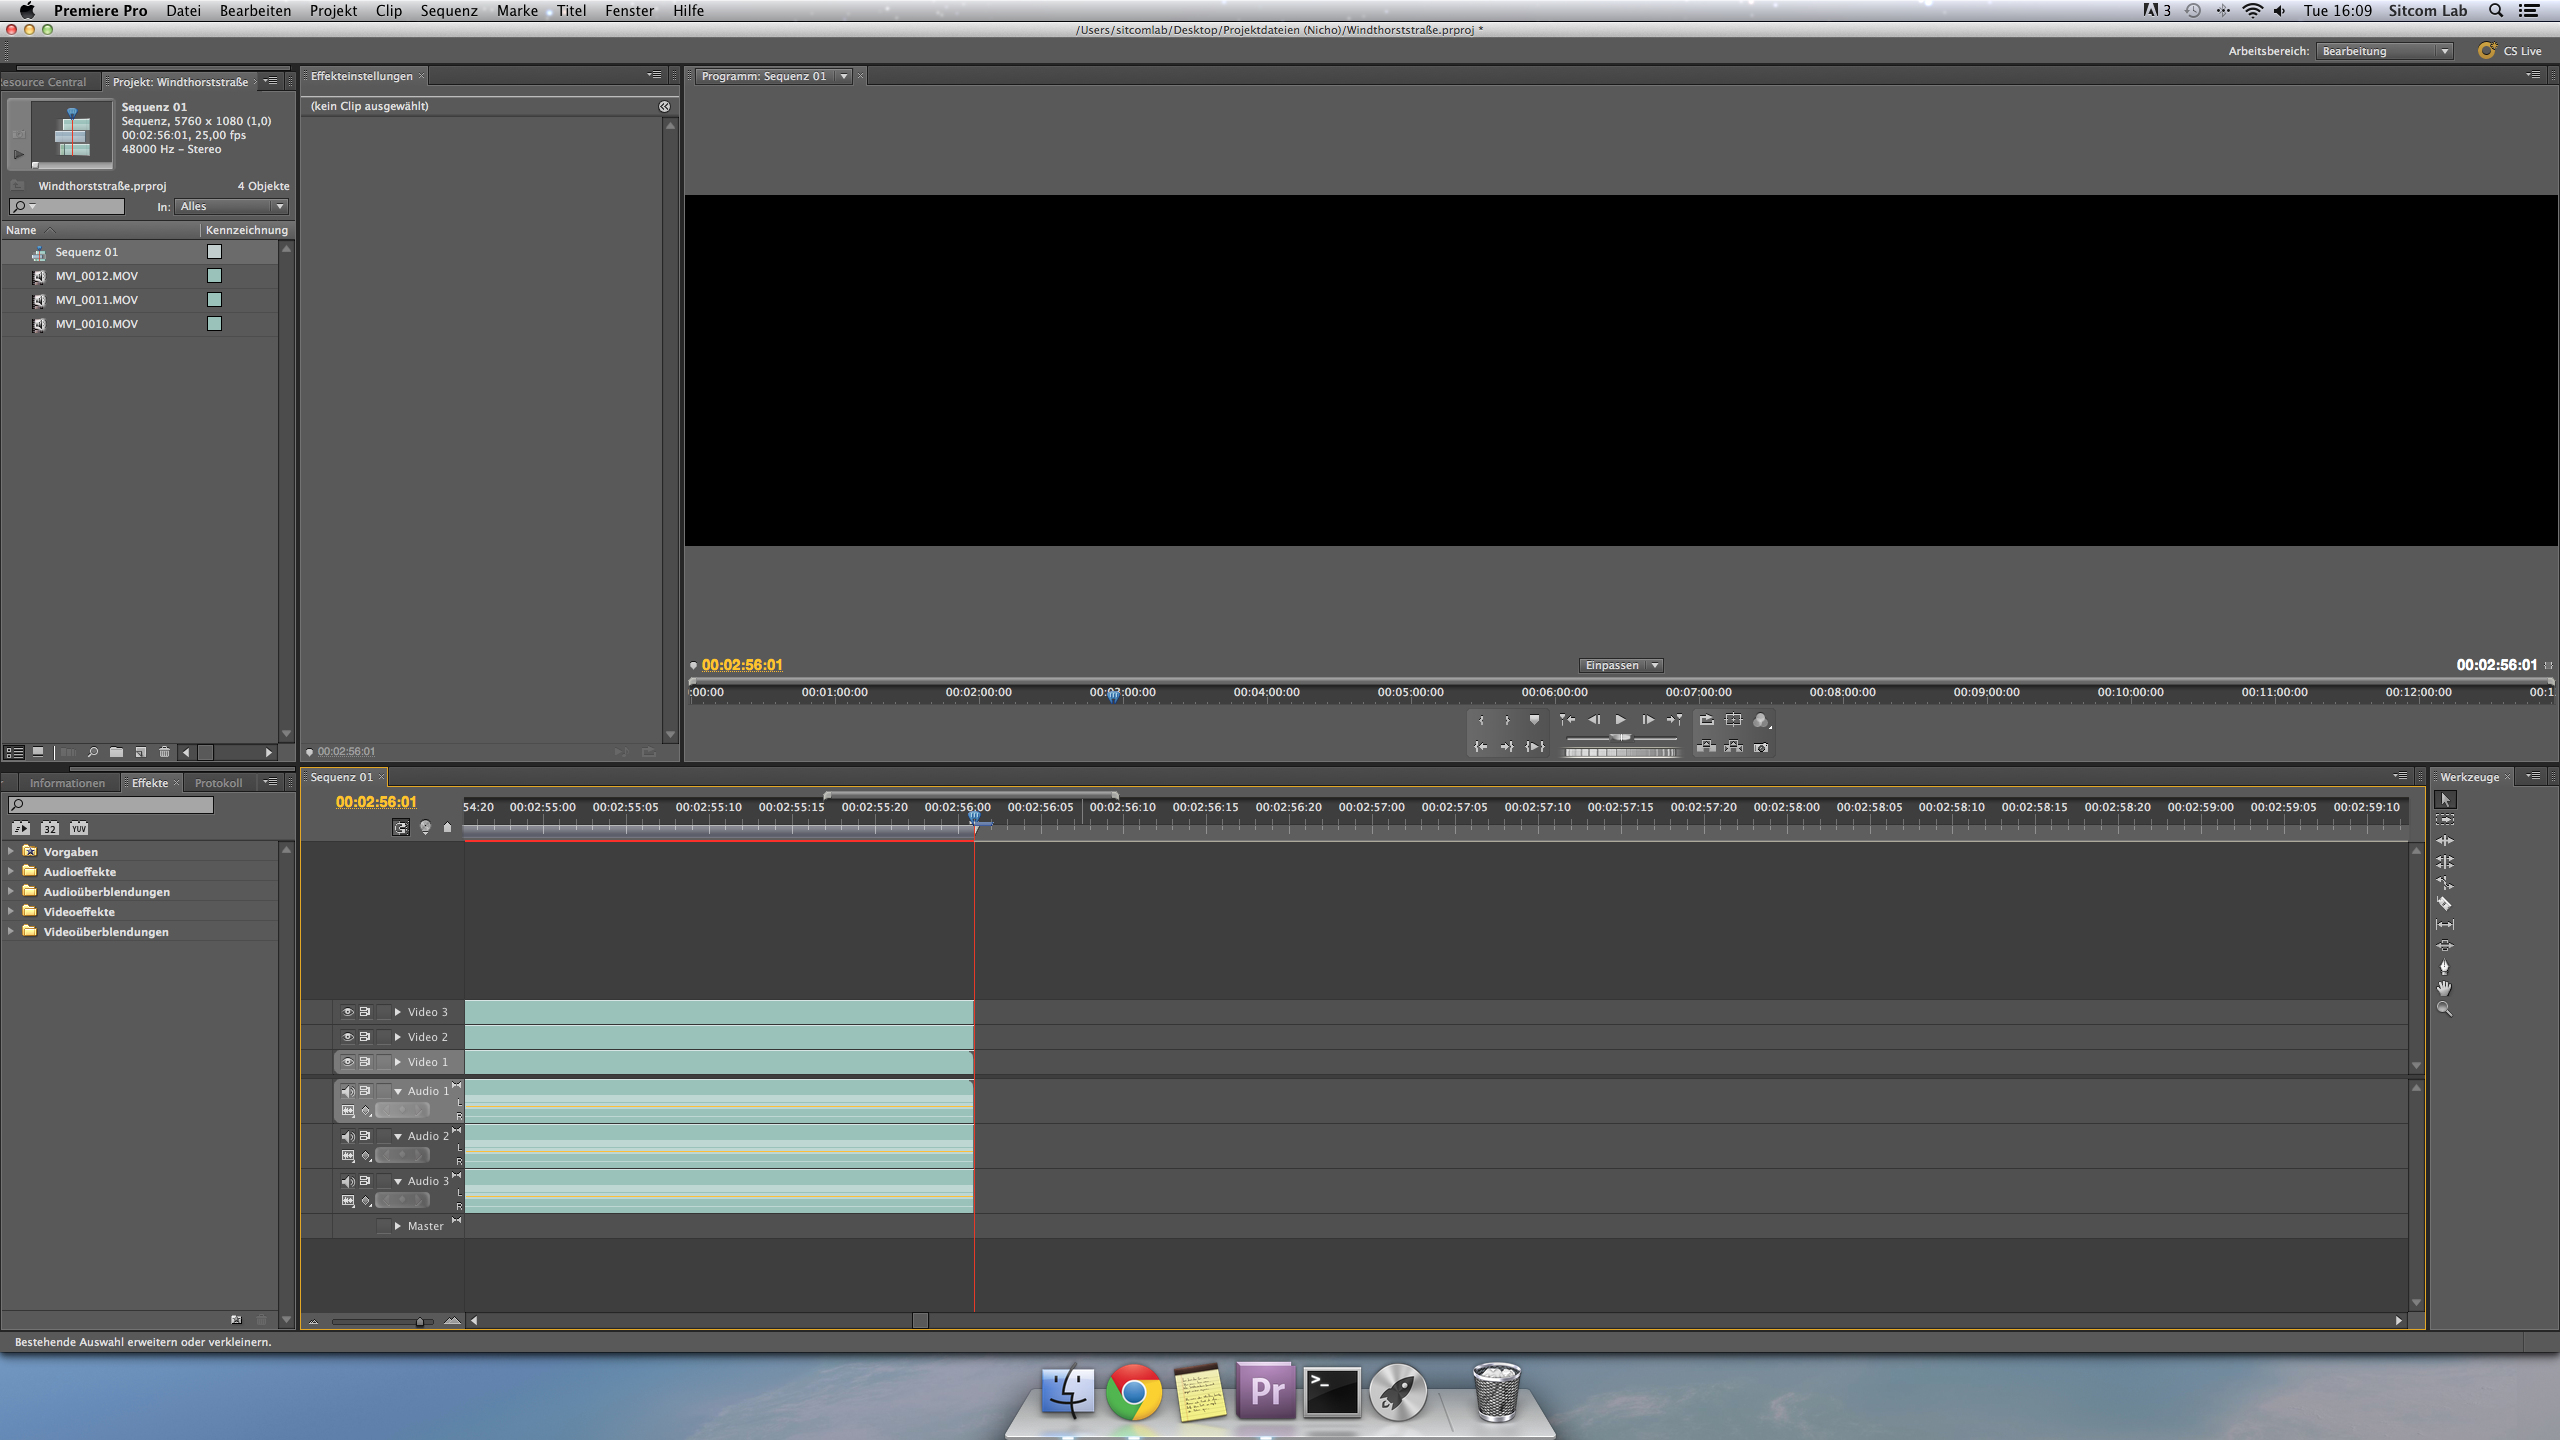 Premiere Pro Datei Bearbeiten Projekt Clip Sequenz Marke Titel Fenster Hilfe
3 Tue 16:09 Sitcom Lab
/Users/sitcomlab/Desktop/Projektdateien (Nicho)/Windthorststraße.prproj *
Arbeitsbereich: Bearbeitung CS Live
esource Central Projekt: Windthorststraße
Sequenz 01
Sequenz, 5760 x 1080 (1,0)
00:02:56:01, 25,00 fps
48000 Hz – Stereo
Windthorststraße.prproj 4 Objekte
In: Alles
Name Kennzeichnung
Sequenz 01
MVI_0012.MOV
MVI_0011.MOV
MVI_0010.MOV
Effekteinstellungen
(kein Clip ausgewählt)
00:02:56:01
Programm: Sequenz 01
00:02:56:01 Einpassen 00:02:56:01
:00:00 00:01:00:00 00:02:00:00 00:03:00:00 00:04:00:00 00:05:00:00 00:06:00:00 00:07:00:00 00:08:00:00 00:09:00:00 00:10:00:00 00:11:00:00 00:12:00:00 00:1
Informationen Effekte Protokoll
32 YUV
Vorgaben
Audioeffekte
Audioüberblendungen
Videoeffekte
Videoüberblendungen
Sequenz 01
00:02:56:01
54:20 00:02:55:00 00:02:55:05 00:02:55:10 00:02:55:15 00:02:55:20 00:02:56:00 00:02:56:05 00:02:56:10 00:02:56:15 00:02:56:20 00:02:57:00 00:02:57:05 00:02:57:10 00:02:57:15 00:02:57:20 00:02:58:00 00:02:58:05 00:02:58:10 00:02:58:15 00:02:58:20 00:02:59:00 00:02:59:05 00:02:59:10
Video 3
Video 2
Video 1
Audio 1
L
R
Audio 2
L
R
Audio 3
L
R
Master
Werkzeuge
Bestehende Auswahl erweitern oder verkleinern.
Pr